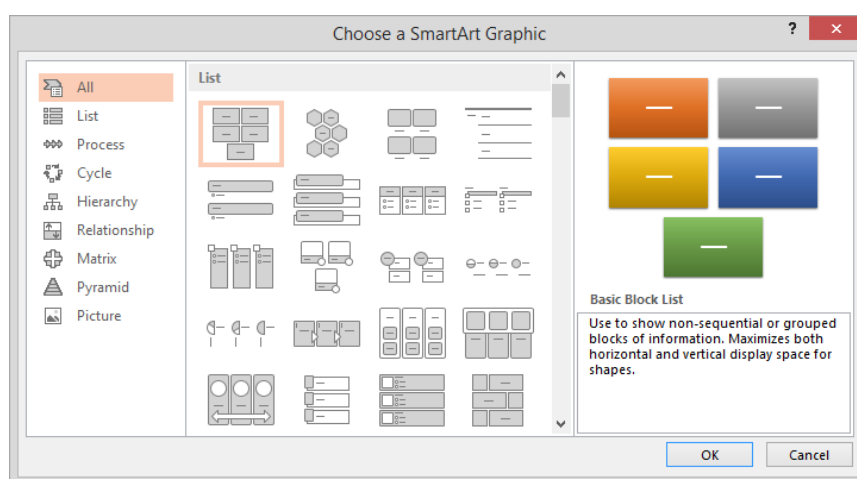 Choose a SmartArt Graphic
?
All
List
Process
Cycle
Hierarchy
Relationship
Matrix
Pyramid
Picture
List
Basic Block List
Use to show non-sequential or grouped
blocks of information. Maximizes both
horizontal and vertical display space for
shapes.
OK
Cancel